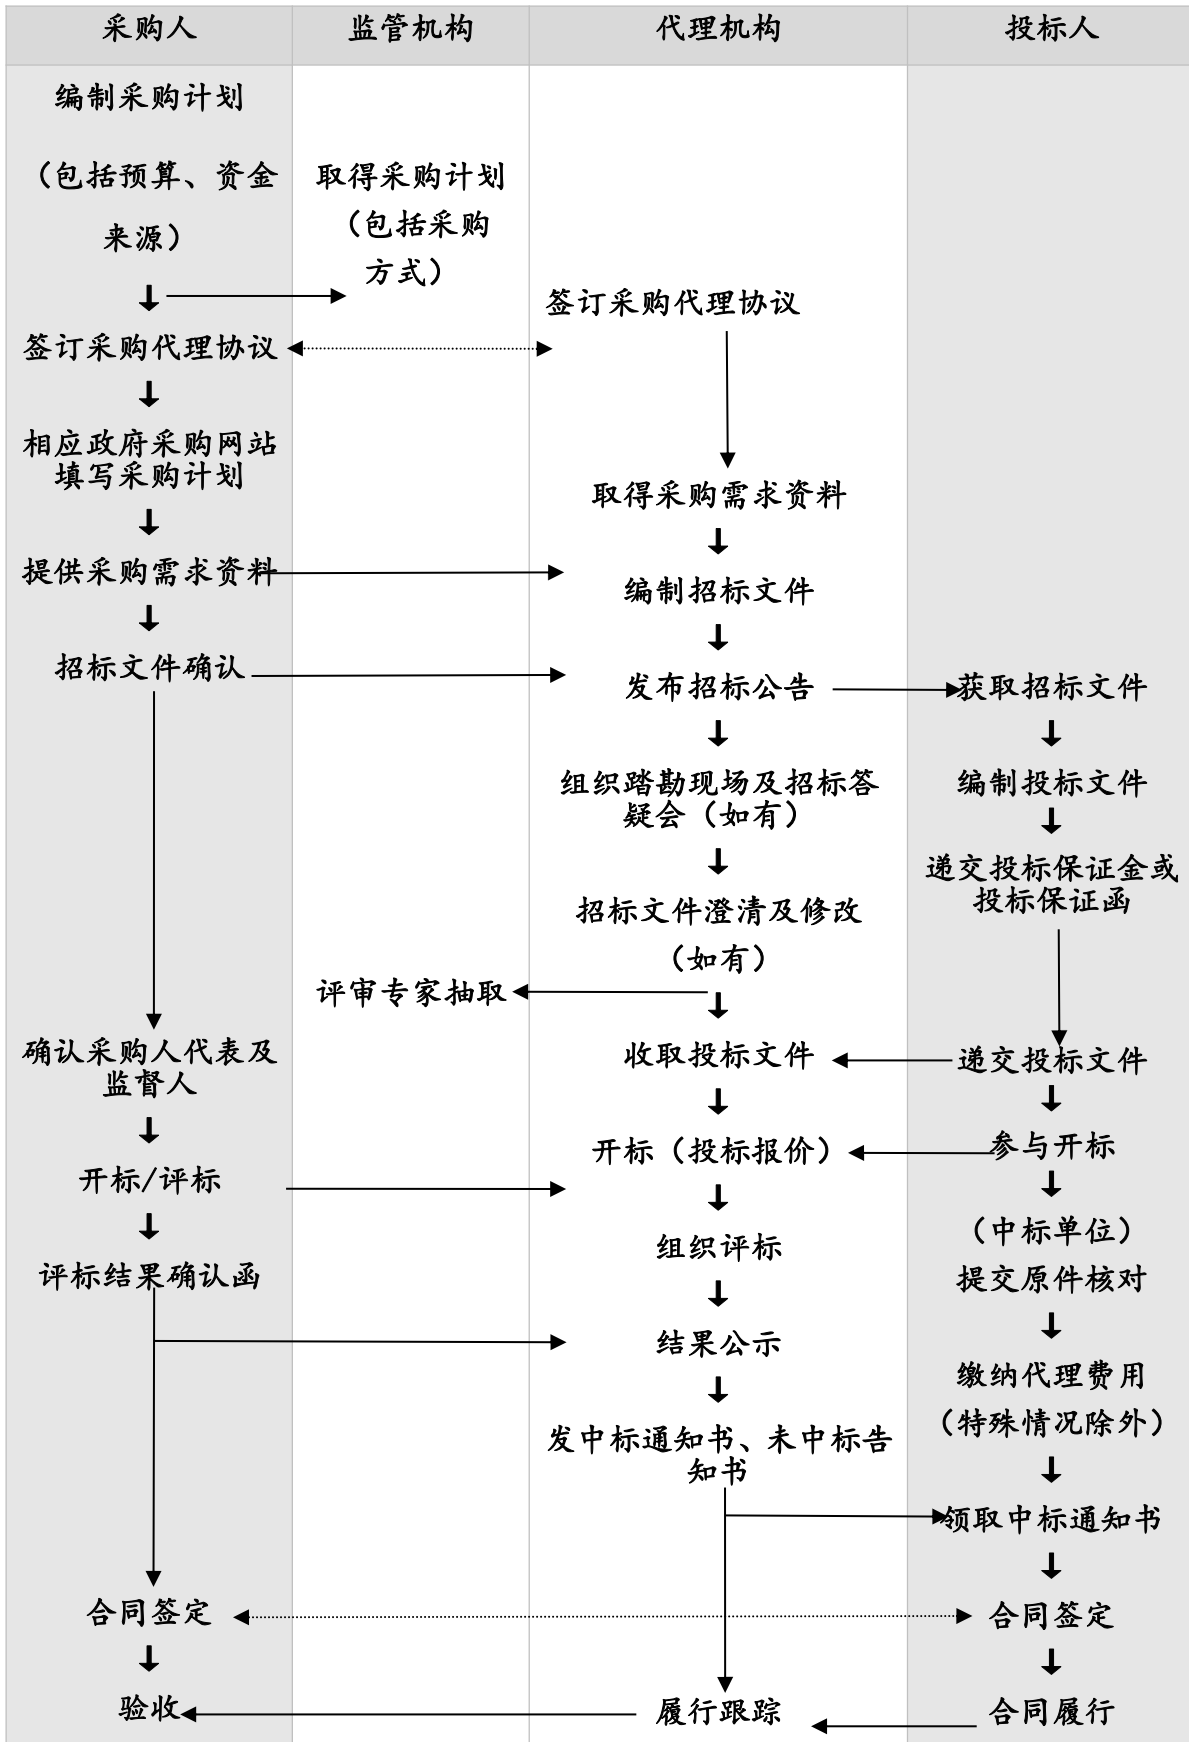 采购人
监管机构
代理机构
投标人
编制采购计划
（包括预算、资金
来源）
签订采购代理协议
相应政府采购网站
填写采购计划
提供采购需求资料
招标文件确认
确认采购人代表及
监督人
开标/评标
评标结果确认函
合同签定
验收
取得采购计划
（包括采购
方式）
评审专家抽取
签订采购代理协议
取得采购需求资料
编制招标文件
发布招标公告
组织踏勘现场及招标答
疑会（如有）
招标文件澄清及修改
（如有）
收取投标文件
开标（投标报价）
组织评标
结果公示
发中标通知书、未中标告
知书
履行跟踪
获取招标文件
编制投标文件
递交投标保证金或
投标保证函
递交投标文件
参与开标
（中标单位）
提交原件核对
缴纳代理费用
（特殊情况除外）
领取中标通知书
合同签定
合同履行